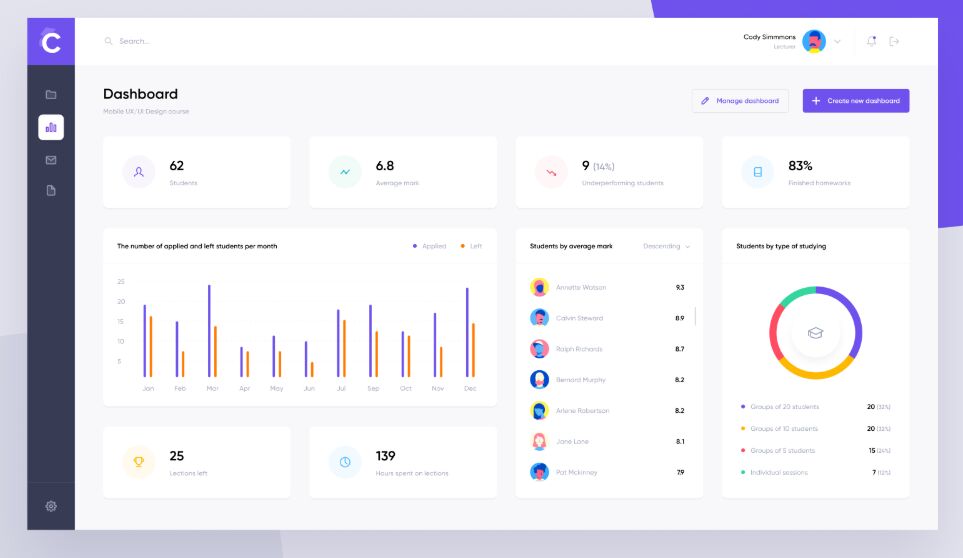 C
Search...
Cody Simmmons
Lecturer
Dashboard
Mobile UX/UI Design course
Manage dashboard
Create new dashboard
62
Students
6.8
Average mark
9 (14%)
Underperforming students
83%
Finished homeworks
The number of applied and left students per month
Applied
Left
25
20
15
10
5
Jan Feb Mar Apr May Jun Jul Sep Oct Nov Dec
Students by average mark
Descending
Annette Watson 9.3
Calvin Steward 8.9
Ralph Richards 8.7
Bernard Murphy 8.2
Arlene Robertson 8.2
Jane Lane 8.1
Pat Mckinney 7.9
Students by type of studying
Groups of 20 students 20 (32%)
Groups of 10 students 20 (32%)
Groups of 5 students 15 (24%)
Individual sessions 7 (12%)
25
Lections left
139
Hours spent on lections